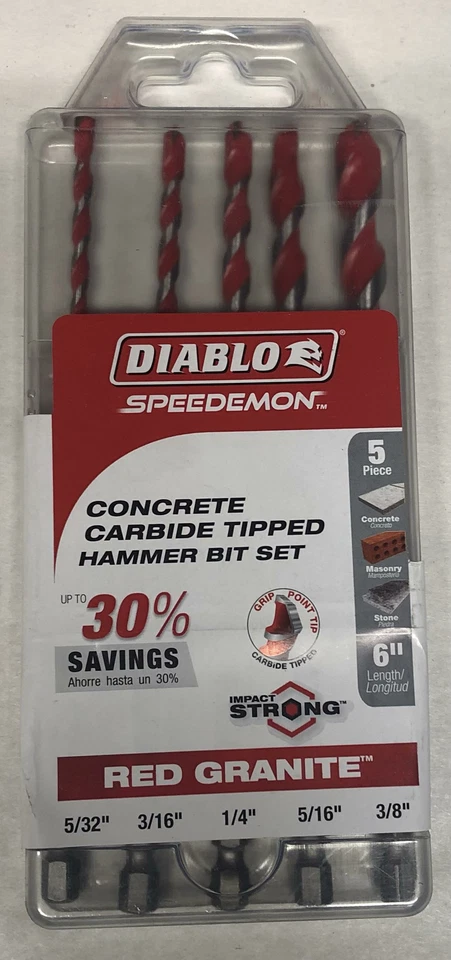 DIABLO®
SPEEDEMON™
5
Piece
CONCRETE
CARBIDE TIPPED
HAMMER BIT SET
Concrete
Concreto
Masonry
Mampostería
Stone
Piedra
6"
Length/
Longitud
UP TO 30%
SAVINGS
Ahorre hasta un 30%
GRIP POINT TIP
CARBIDE TIPPED
IMPACT
STRONG™
RED GRANITE™
5/32" 3/16" 1/4" 5/16" 3/8"